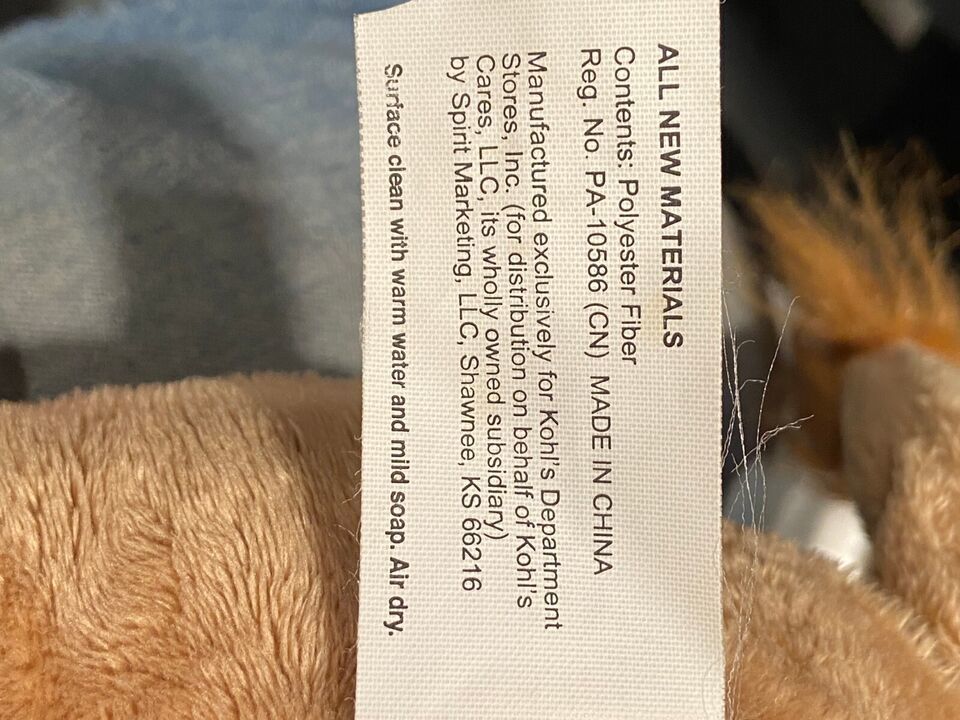 ALL NEW MATERIALS
Contents: Polyester Fiber
Reg. No. PA-10586 (CN) MADE IN CHINA
Manufactured exclusively for Kohl's Department
Stores, Inc. (for distribution on behalf of Kohl's
Cares, LLC, its wholly owned subsidiary)
by Spirit Marketing, LLC, Shawnee, KS 66216
Surface clean with warm water and mild soap. Air dry.